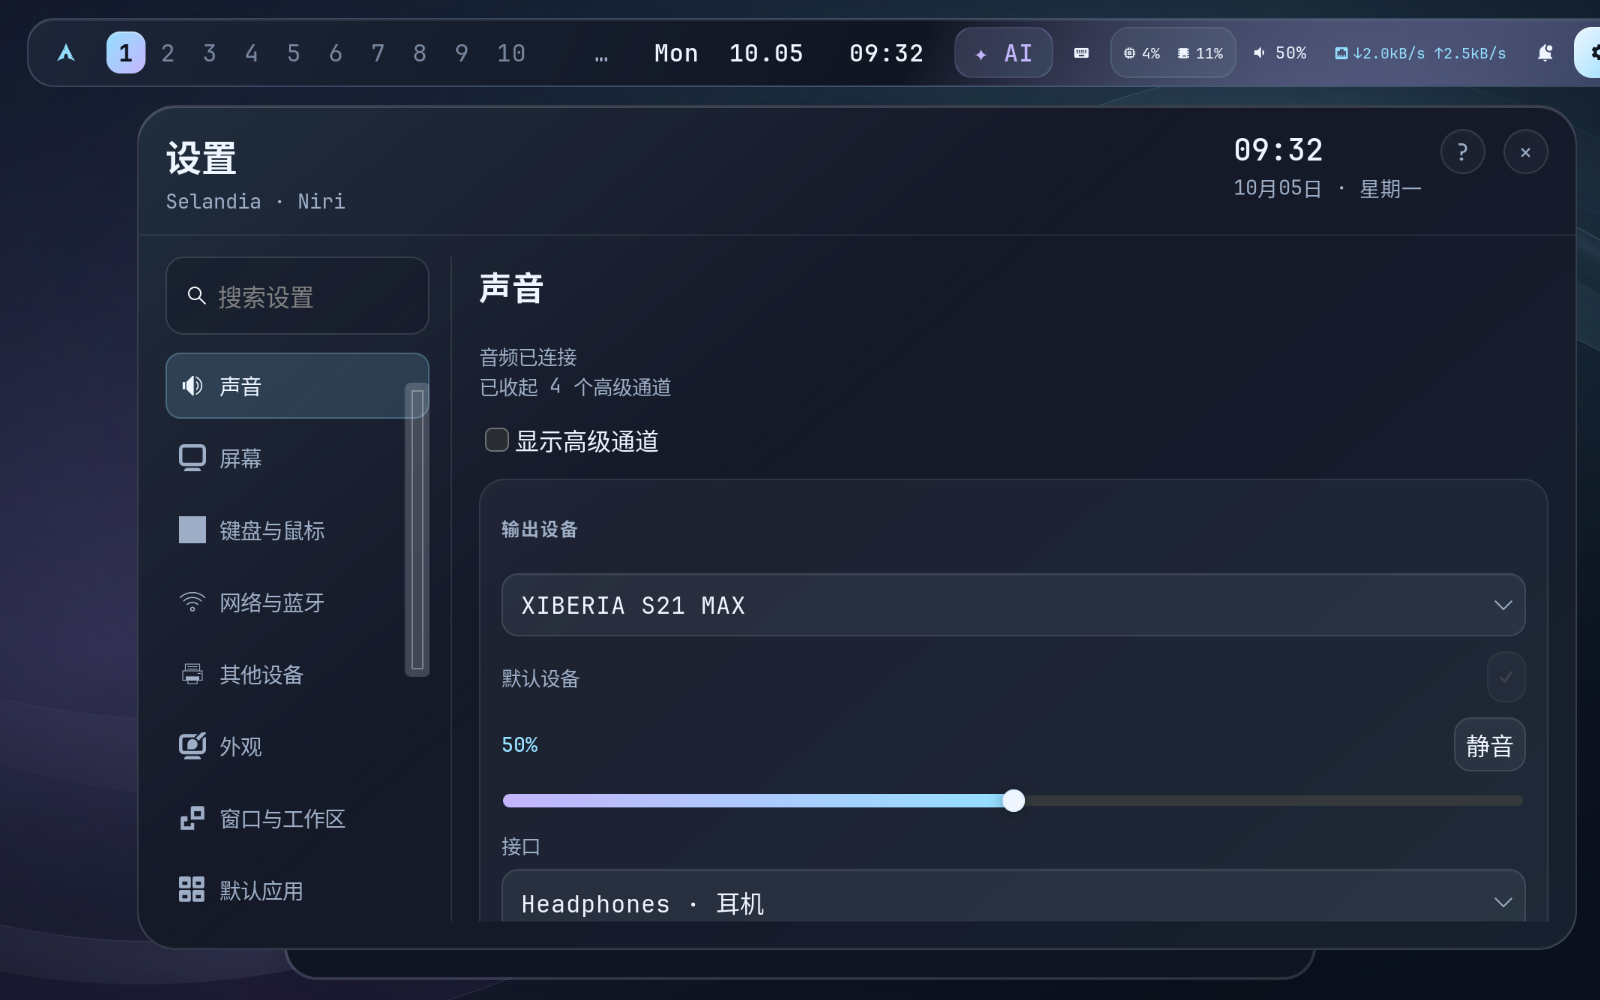 1 2 3 4 5 6 7 8 9 10 … Mon 10.05 09:32 ✦ AI 4% 11% 50% ↓2.0kB/s ↑2.5kB/s
设置
Selandia · Niri
09:32
10月05日 · 星期一
?
×
搜索设置
声音
屏幕
键盘与鼠标
网络与蓝牙
其他设备
外观
窗口与工作区
默认应用
声音
音频已连接
已收起 4 个高级通道
显示高级通道
输出设备
XIBERIA S21 MAX
默认设备
50%
静音
接口
Headphones · 耳机